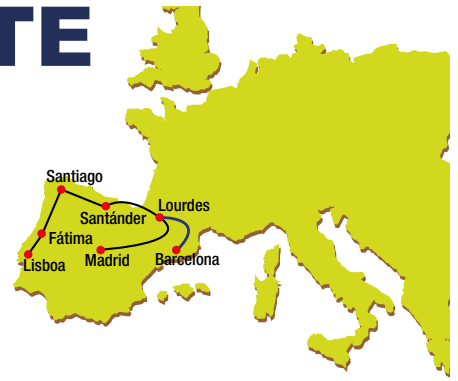 TE
Santiago
Lourdes
Santánder
Fátima
Lisboa
Madrid
Barcelona